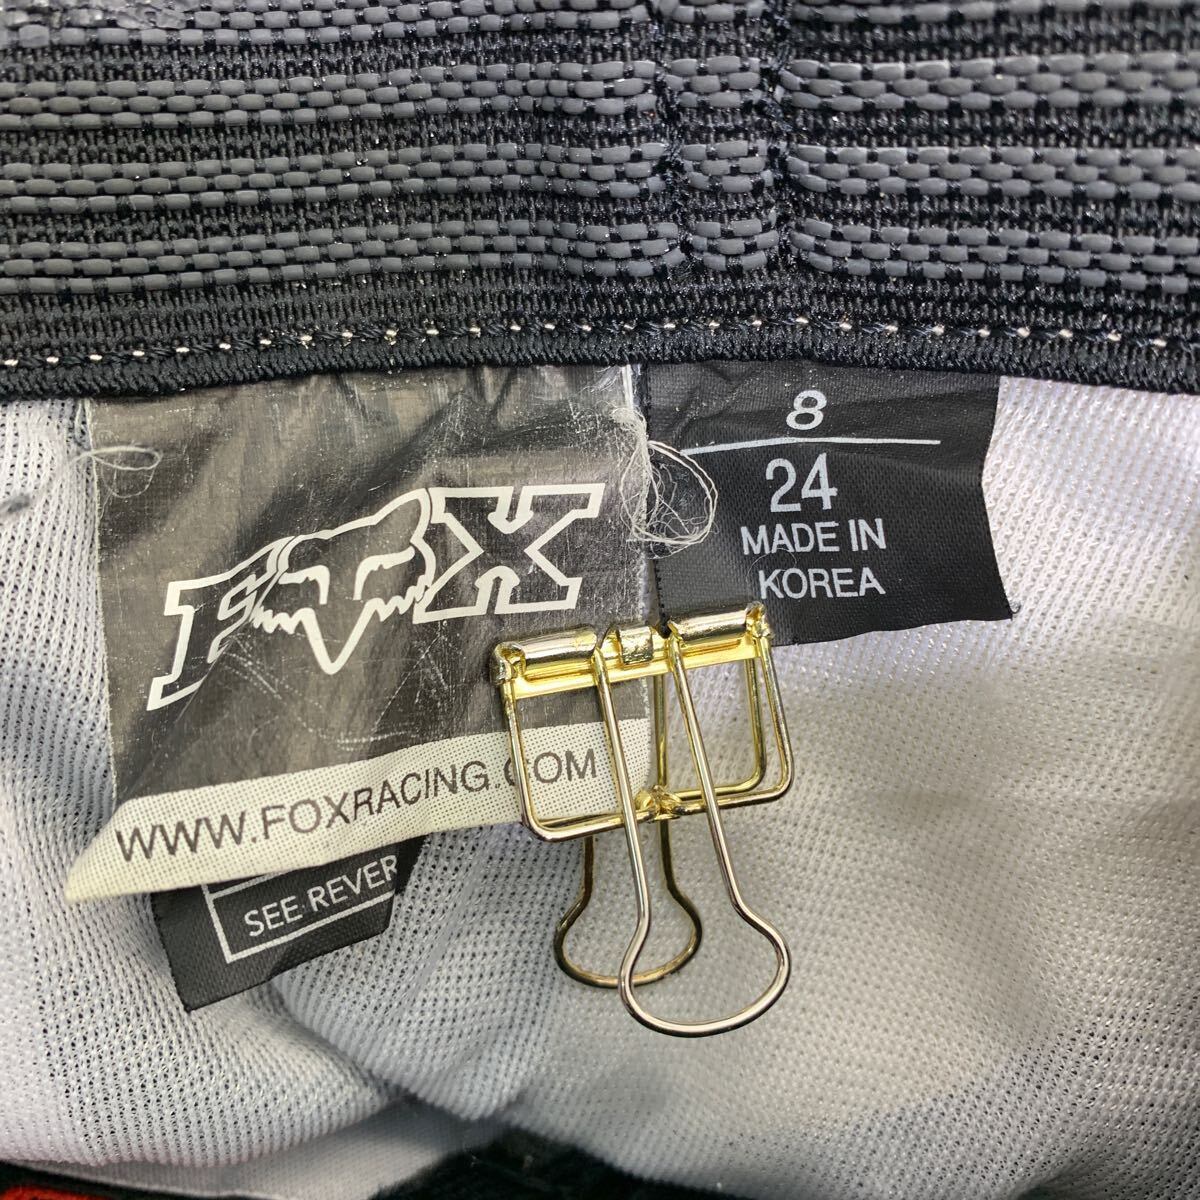 8
24
MADE IN
KOREA
FOX
WWW.FOXRACING.COM
SEE REVER